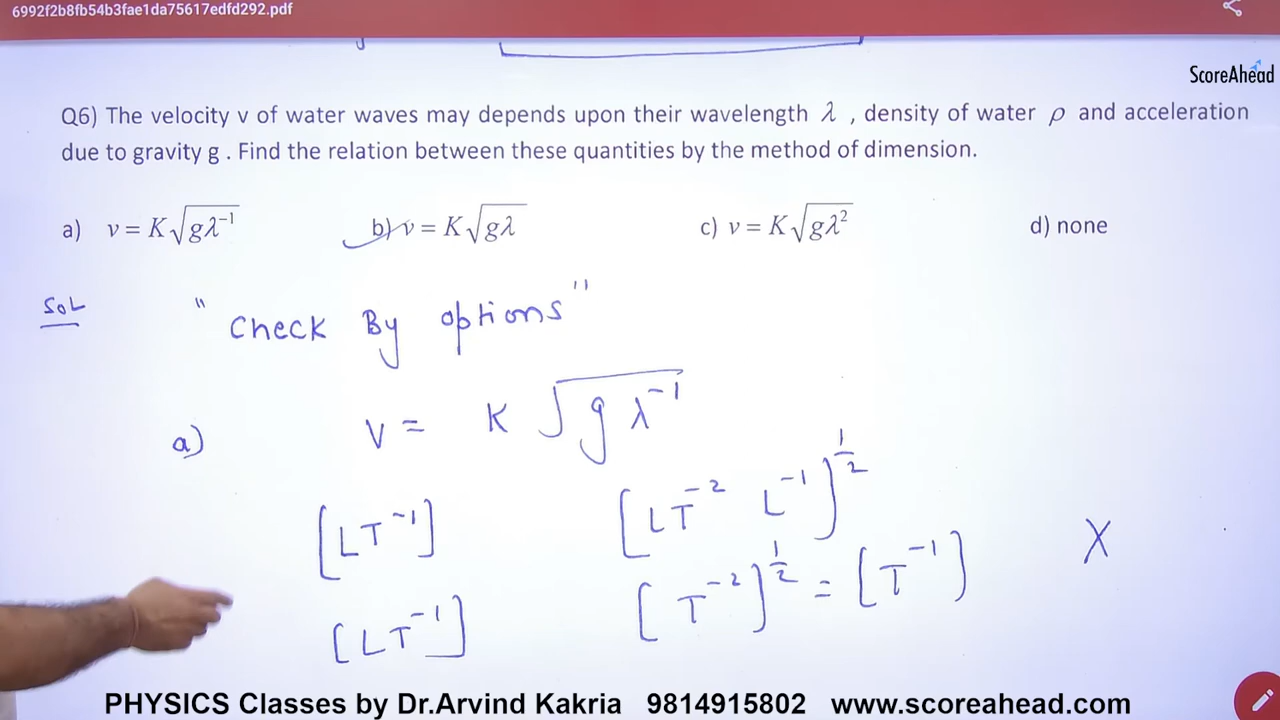 6992f2b8fb54b3fae1da75617edfd292.pdf
ScoreAhead
Q6) The velocity v of water waves may depends upon their wavelength λ , density of water ρ and acceleration
due to gravity g . Find the relation between these quantities by the method of dimension.
a) v = K√(gλ⁻¹) b) v = K√(gλ) c) v = K√(gλ²) d) none
SOL " Check By options "
a) V = K √(g λ⁻¹)
[LT⁻¹] [LT⁻² L⁻¹]^(1/2)
[LT⁻¹] [T⁻²]^(1/2) = [T⁻¹] X
PHYSICS Classes by Dr.Arvind Kakria 9814915802 www.scoreahead.com